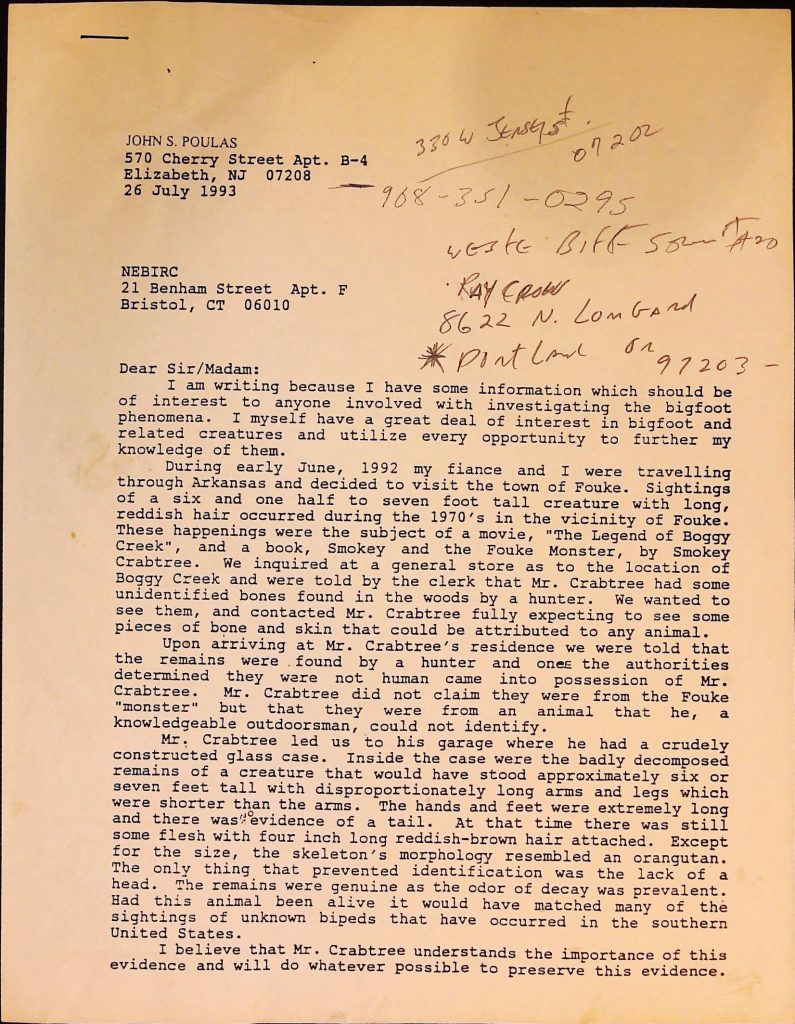 JOHN S. POULAS
570 Cherry Street Apt. B-4
Elizabeth, NJ 07208
26 July 1993
330 W JERSEY St.
07202
908-351-0295
#20
RAY CROW
8622 N. Lombard
* Portland or
97203 -
NEBIRC
21 Benham Street Apt. F
Bristol, CT 06010
Dear Sir/Madam:
I am writing because I have some information which should be
of interest to anyone involved with investigating the bigfoot
phenomena. I myself have a great deal of interest in bigfoot and
related creatures and utilize every opportunity to further my
knowledge of them.
During early June, 1992 my fiance and I were travelling
through Arkansas and decided to visit the town of Fouke. Sightings
of a six and one half to seven foot tall creature with long,
reddish hair occurred during the 1970's in the vicinity of Fouke.
These happenings were the subject of a movie, "The Legend of Boggy
Creek", and a book, Smokey and the Fouke Monster, by Smokey
Crabtree. We inquired at a general store as to the location of
Boggy Creek and were told by the clerk that Mr. Crabtree had some
unidentified bones found in the woods by a hunter. We wanted to
see them, and contacted Mr. Crabtree fully expecting to see some
pieces of bone and skin that could be attributed to any animal.
Upon arriving at Mr. Crabtree's residence we were told that
the remains were found by a hunter and once the authorities
determined they were not human came into possession of Mr.
Crabtree. Mr. Crabtree did not claim they were from the Fouke
"monster" but that they were from an animal that he, a
knowledgeable outdoorsman, could not identify.
Mr. Crabtree led us to his garage where he had a crudely
constructed glass case. Inside the case were the badly decomposed
remains of a creature that would have stood approximately six or
seven feet tall with disproportionately long arms and legs which
were shorter than the arms. The hands and feet were extremely long
and there was no evidence of a tail. At that time there was still
some flesh with four inch long reddish-brown hair attached. Except
for the size, the skeleton's morphology resembled an orangutan.
The only thing that prevented identification was the lack of a
head. The remains were genuine as the odor of decay was prevalent.
Had this animal been alive it would have matched many of the
sightings of unknown bipeds that have occurred in the southern
United States.
I believe that Mr. Crabtree understands the importance of this
evidence and will do whatever possible to preserve this evidence.